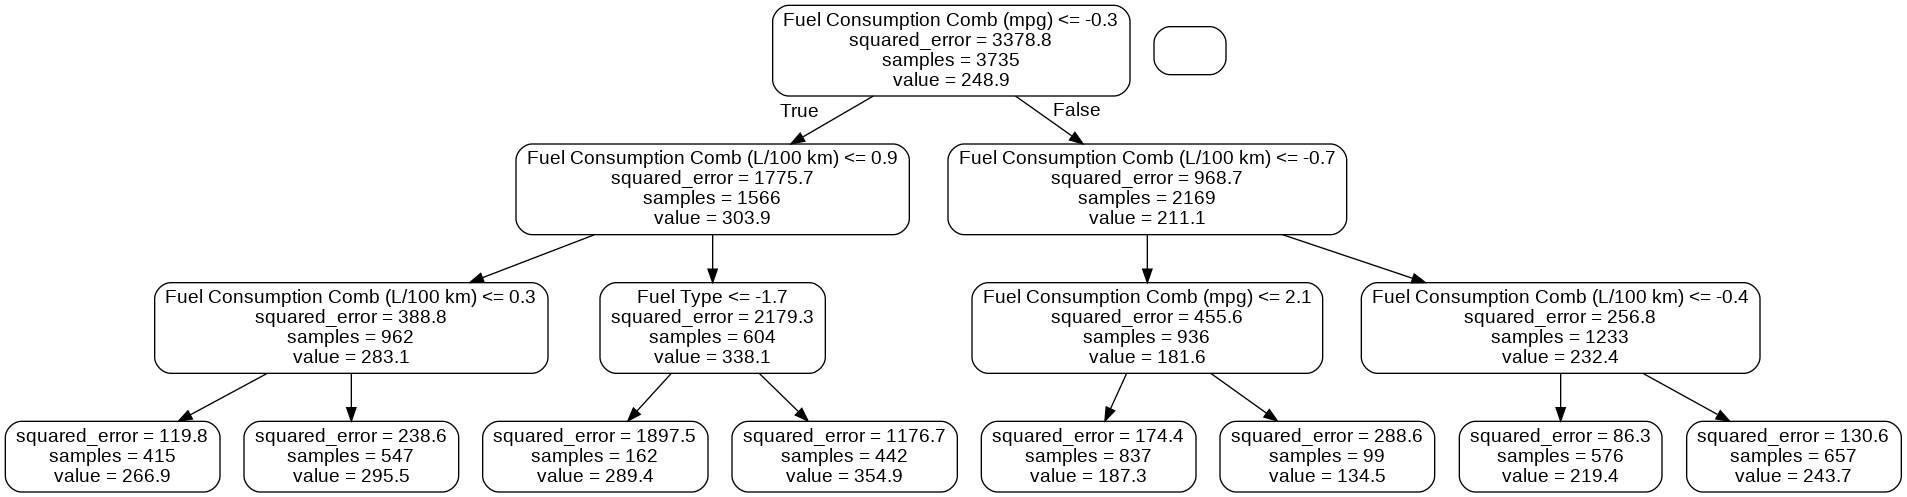 Fuel Consumption Comb (mpg) <= -0.3
squared_error = 3378.8
samples = 3735
value = 248.9
True
False
Fuel Consumption Comb (L/100 km) <= 0.9
squared_error = 1775.7
samples = 1566
value = 303.9
Fuel Consumption Comb (L/100 km) <= -0.7
squared_error = 968.7
samples = 2169
value = 211.1
Fuel Consumption Comb (L/100 km) <= 0.3
squared_error = 388.8
samples = 962
value = 283.1
Fuel Type <= -1.7
squared_error = 2179.3
samples = 604
value = 338.1
Fuel Consumption Comb (mpg) <= 2.1
squared_error = 455.6
samples = 936
value = 181.6
Fuel Consumption Comb (L/100 km) <= -0.4
squared_error = 256.8
samples = 1233
value = 232.4
squared_error = 119.8
samples = 415
value = 266.9
squared_error = 238.6
samples = 547
value = 295.5
squared_error = 1897.5
samples = 162
value = 289.4
squared_error = 1176.7
samples = 442
value = 354.9
squared_error = 174.4
samples = 837
value = 187.3
squared_error = 288.6
samples = 99
value = 134.5
squared_error = 86.3
samples = 576
value = 219.4
squared_error = 130.6
samples = 657
value = 243.7